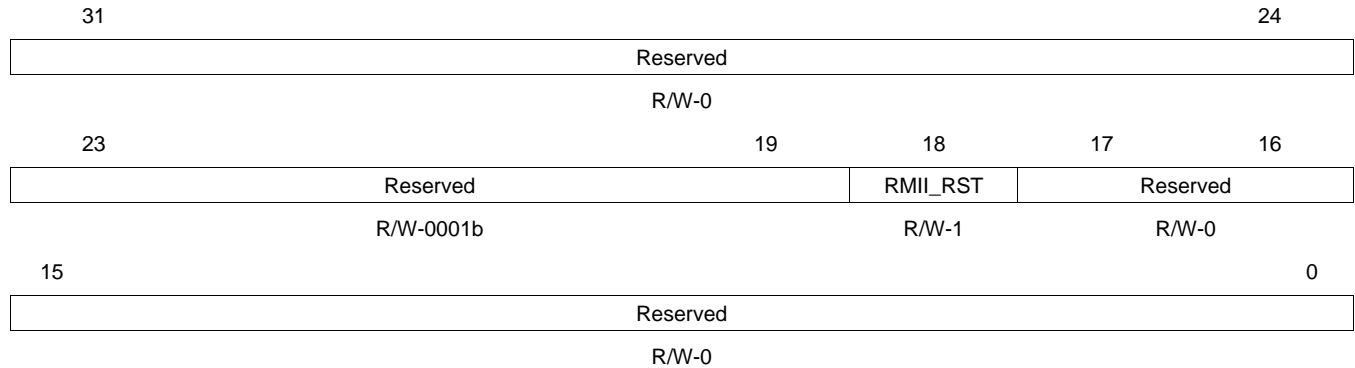 31 24
Reserved
R/W-0
23 19 18 17 16
Reserved RMII_RST Reserved
R/W-0001b R/W-1 R/W-0
15 0
Reserved
R/W-0